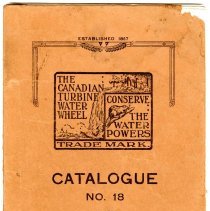 ESTABLISHED 1867
THE
CANADIAN
TURBINE
WATER
WHEEL
CONSERVE
THE
WATER
POWERS
TRADE MARK.
CATALOGUE
NO. 18